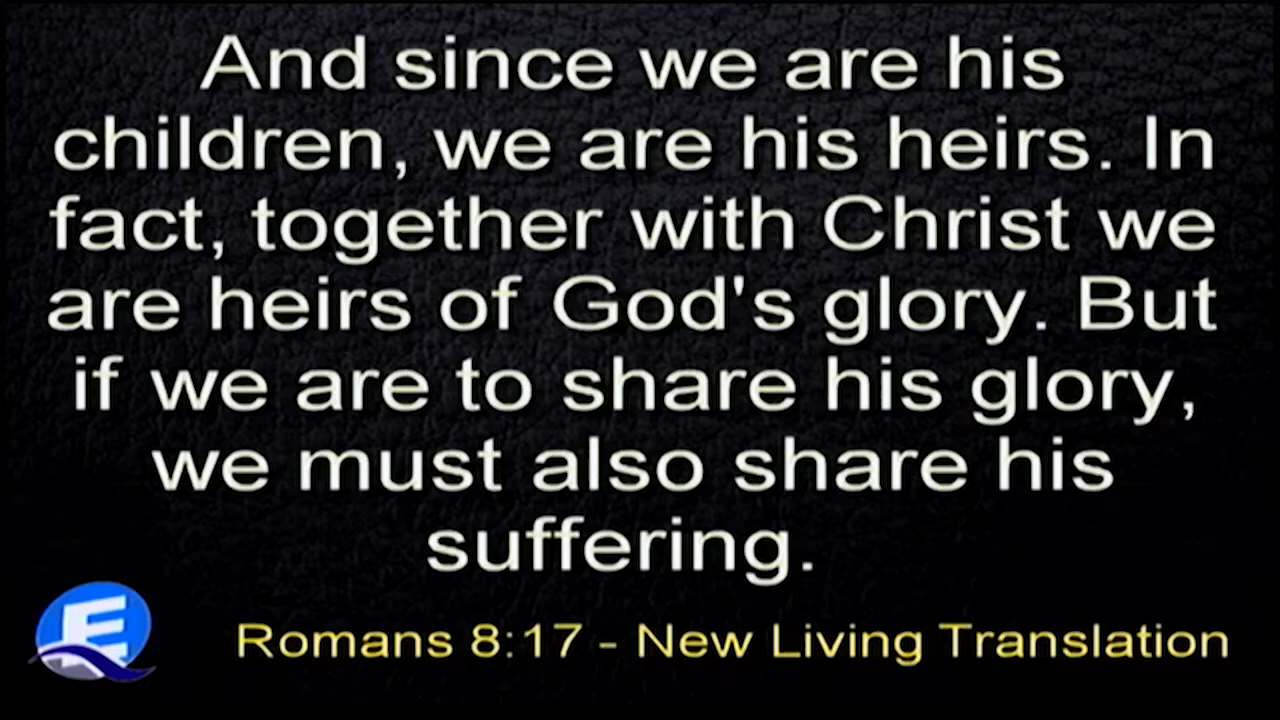 And since we are his
children, we are his heirs. In
fact, together with Christ we
are heirs of God's glory. But
if we are to share his glory,
we must also share his
suffering.
E
Romans 8:17 - New Living Translation